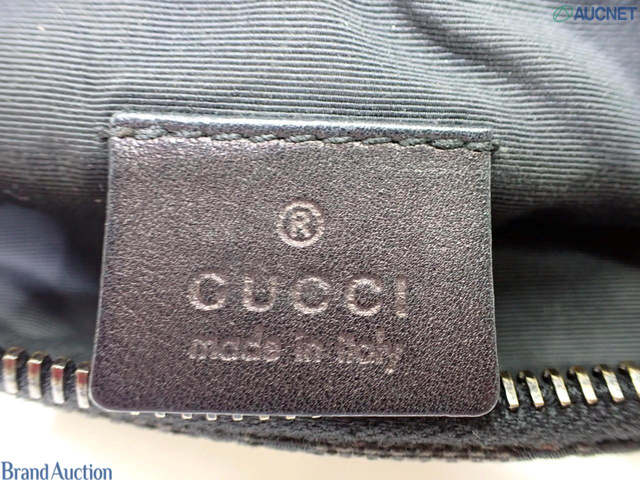 AUCNET
®
GUCCI
made in italy
Brand Auction